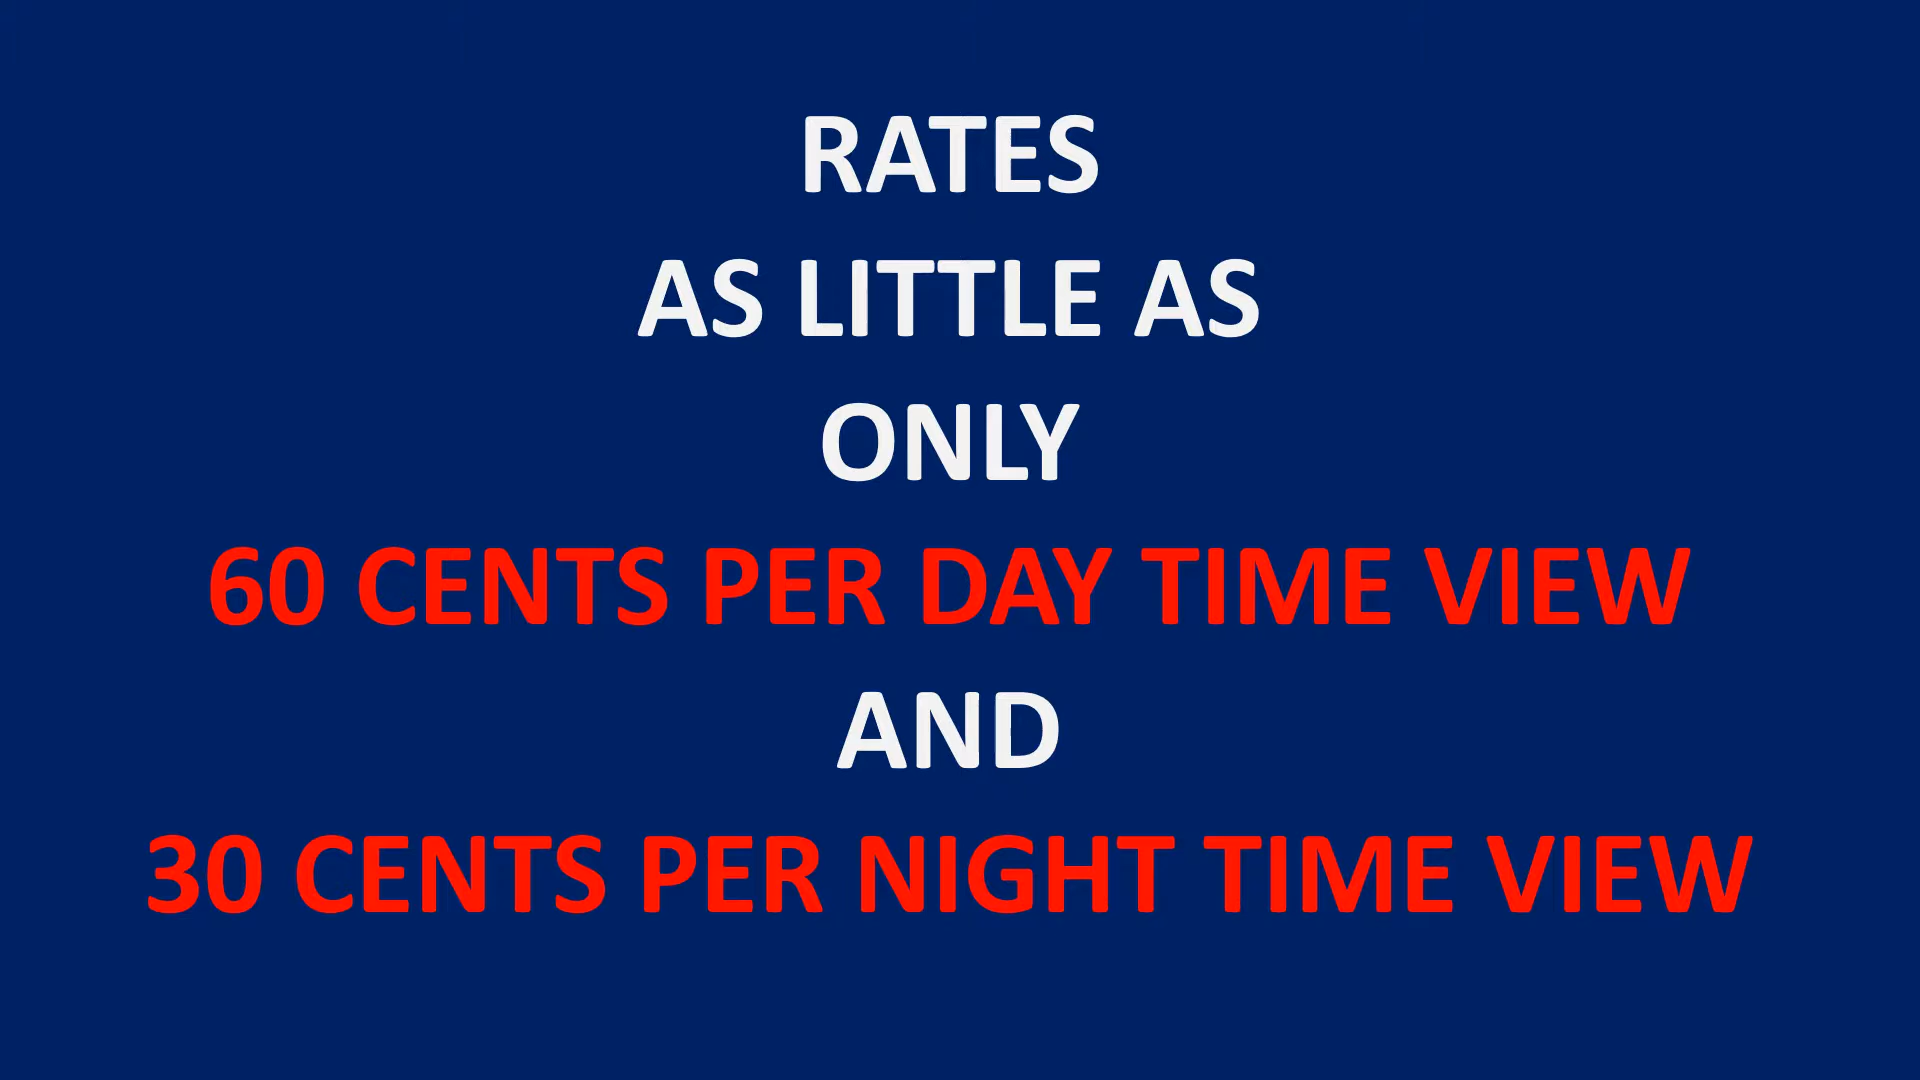 RATES
AS LITTLE AS
ONLY
60 CENTS PER DAY TIME VIEW
AND
30 CENTS PER NIGHT TIME VIEW